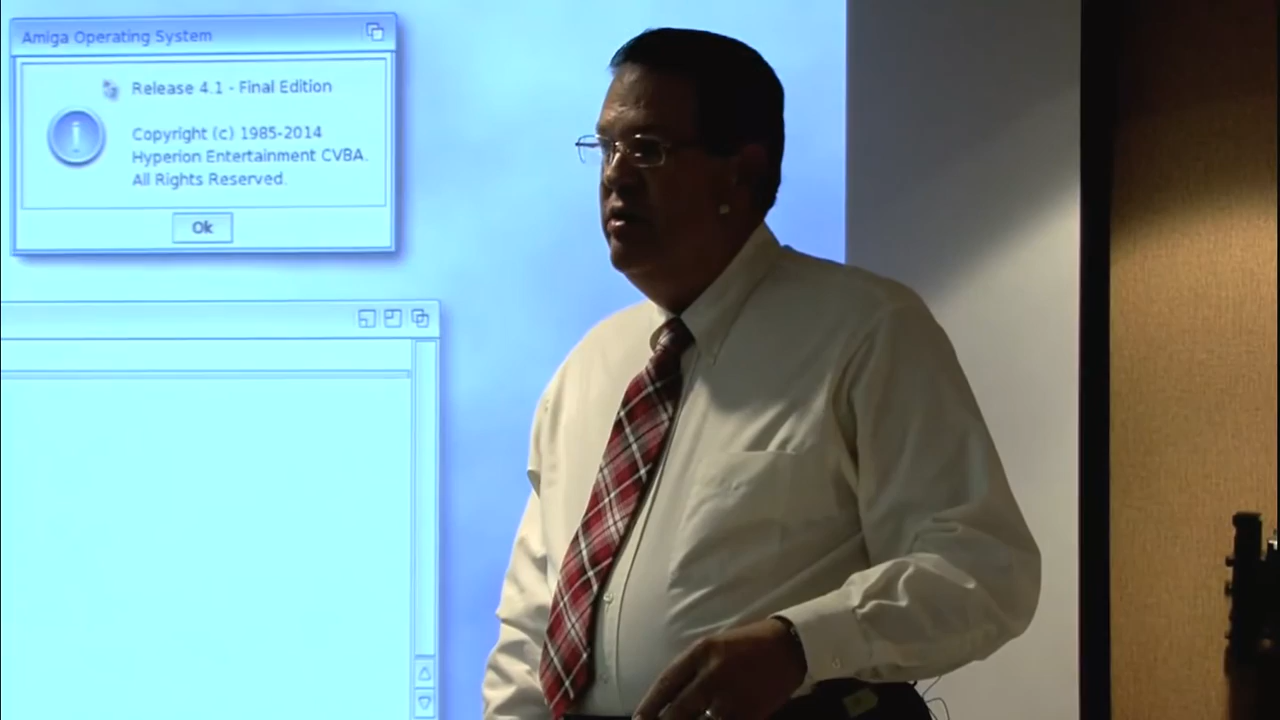 Amiga Operating System
Release 4.1 - Final Edition
Copyright (c) 1985-2014
Hyperion Entertainment CVBA.
All Rights Reserved.
Ok